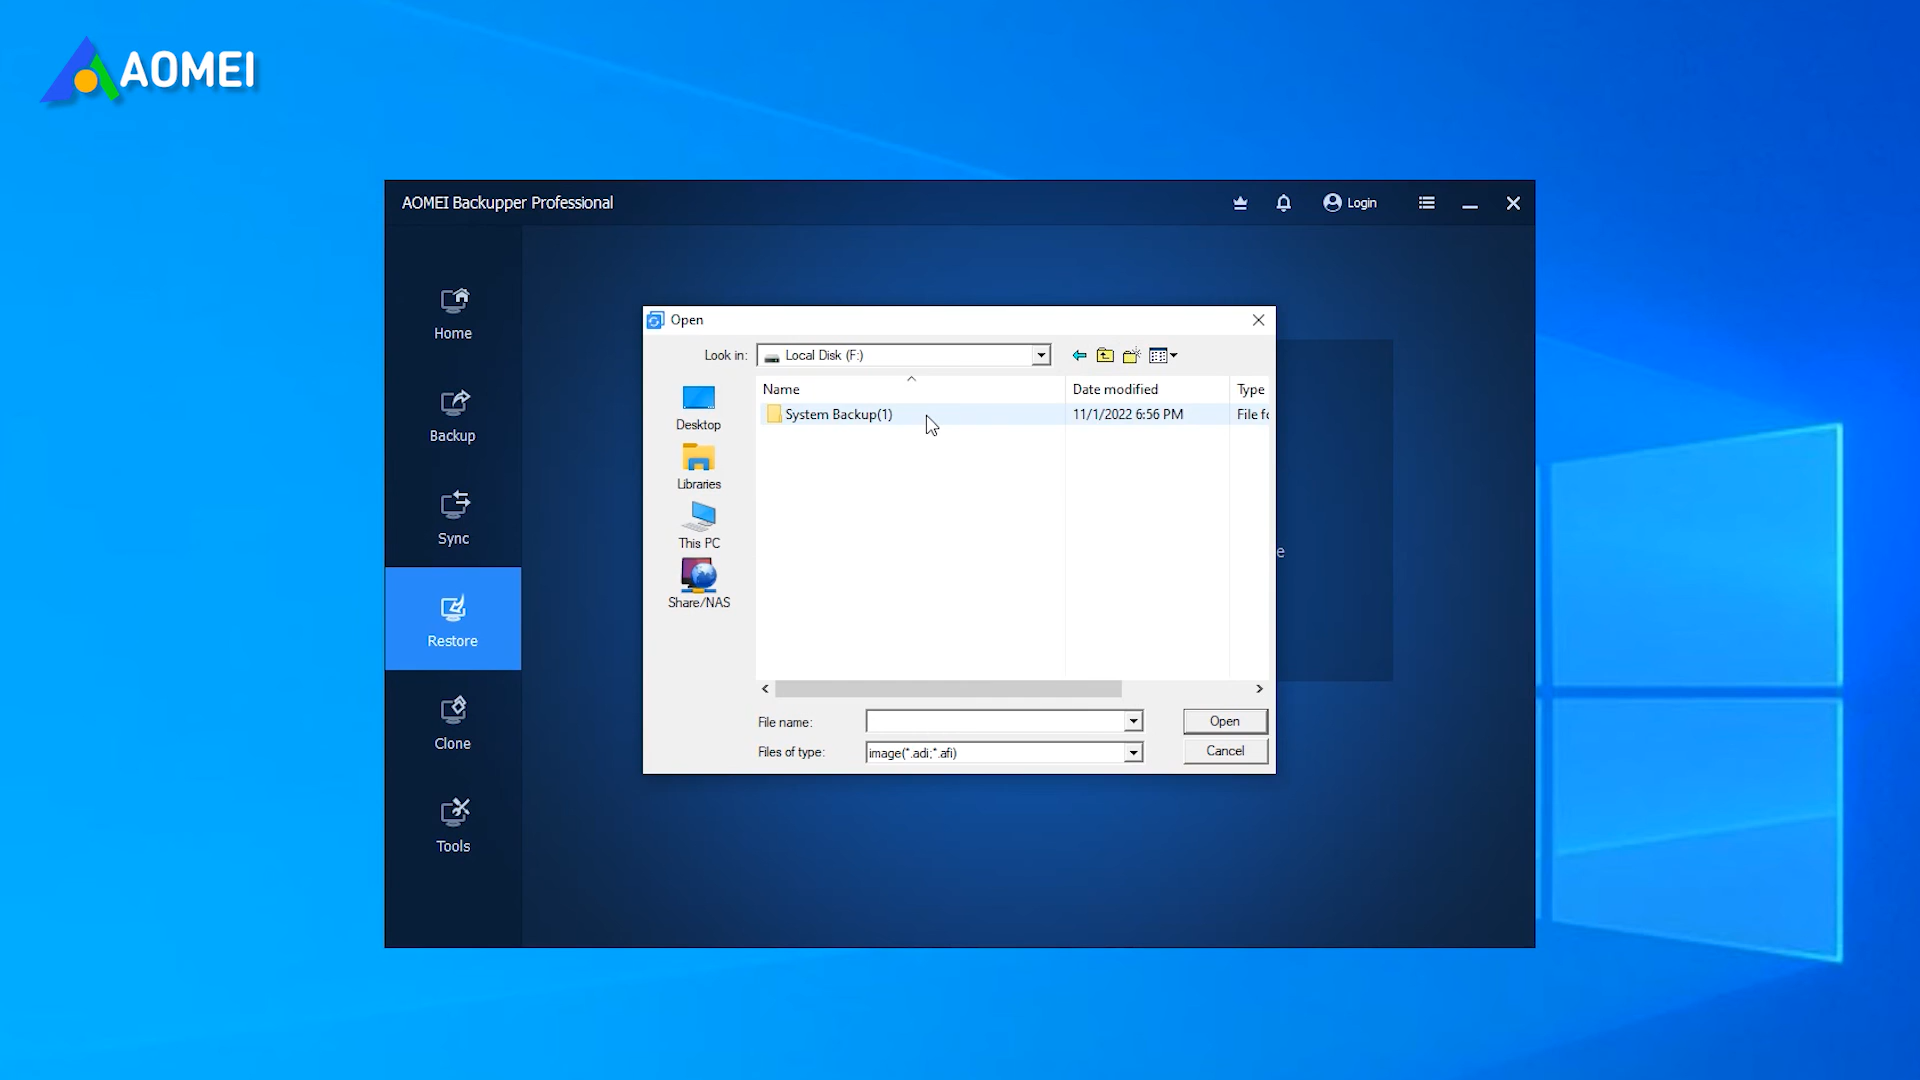 AOMEI
AOMEI Backupper Professional
Login
Home
Backup
Sync
Restore
Clone
Tools
Open
Look in:
Local Disk (F:)
Name
Date modified
Type
System Backup(1)
11/1/2022 6:56 PM
File fo
Desktop
Libraries
This PC
Share/NAS
e
File name:
Open
Files of type:
image(*.adi;*.afi)
Cancel